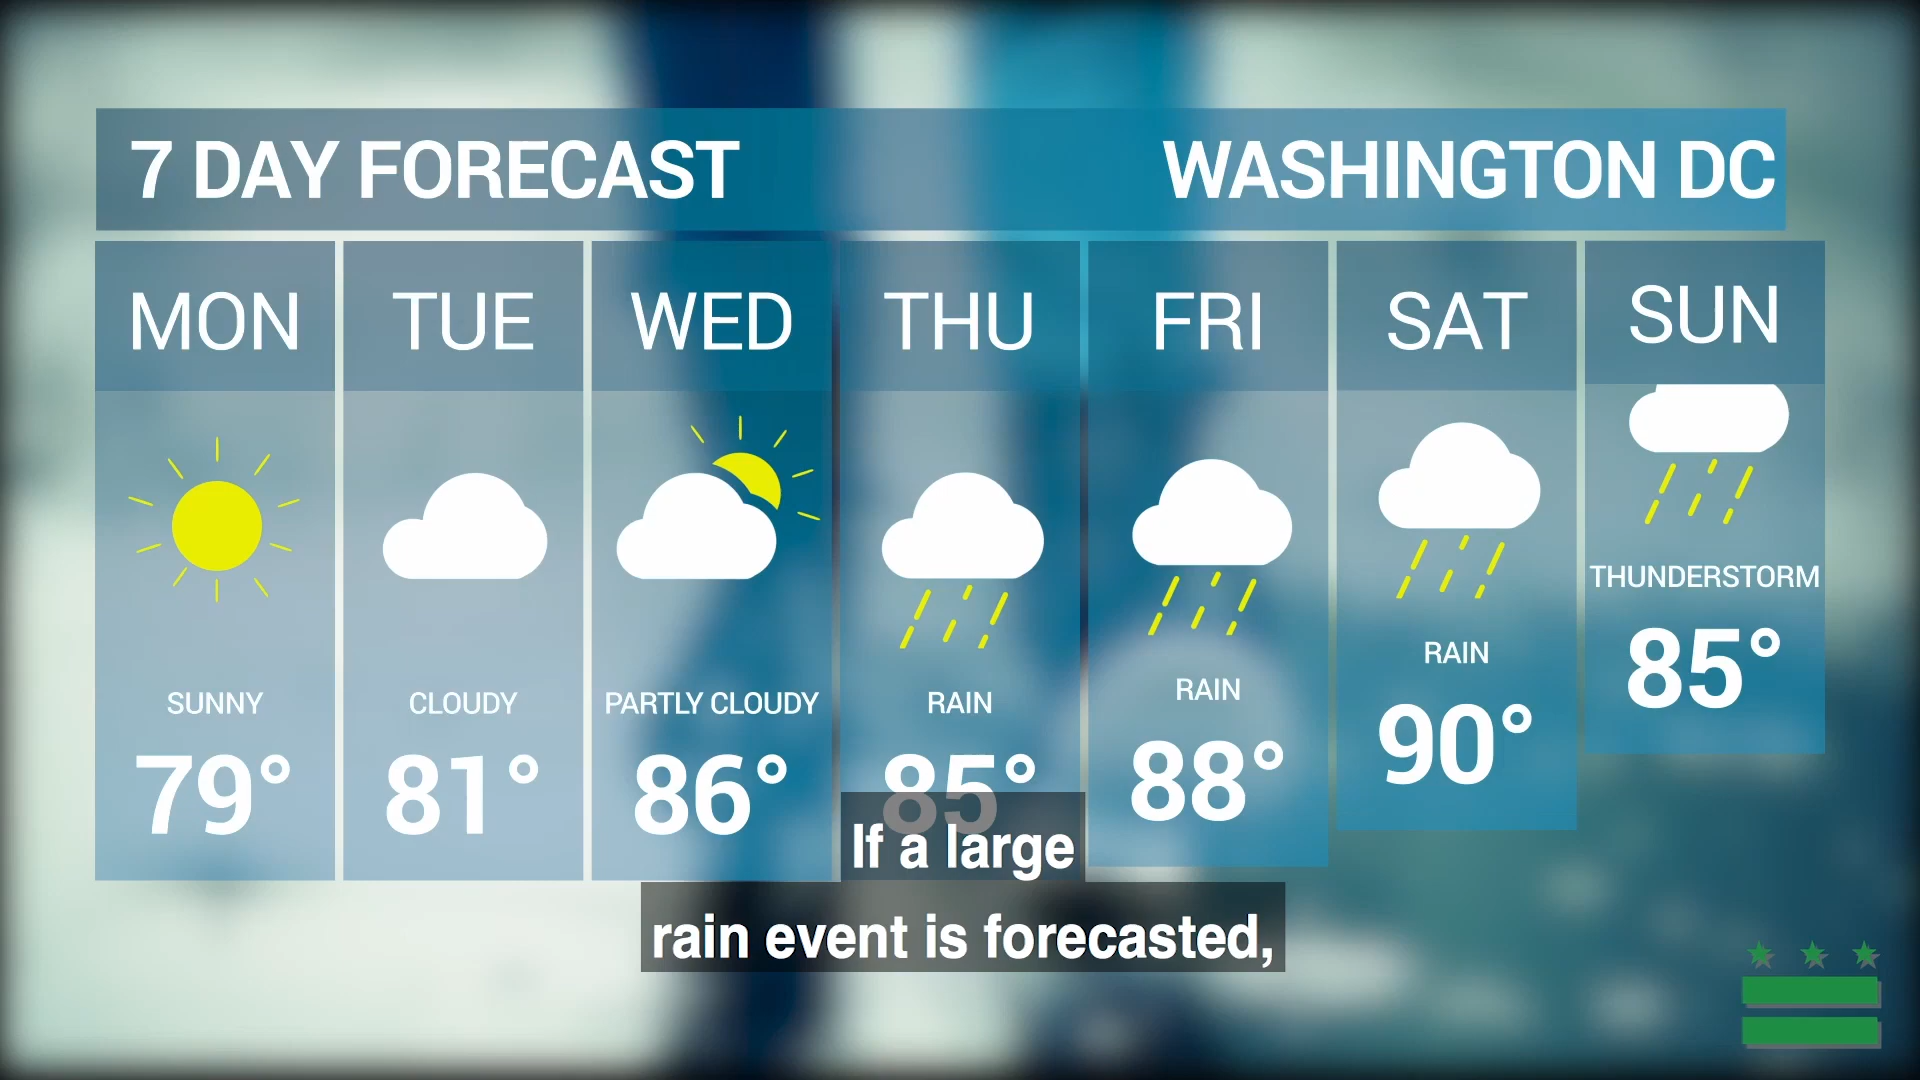 7 DAY FORECAST WASHINGTON DC
MON TUE WED THU FRI SAT SUN
SUNNY CLOUDY PARTLY CLOUDY RAIN RAIN RAIN THUNDERSTORM
79° 81° 86° 85° 88° 90° 85°
If a large
rain event is forecasted,